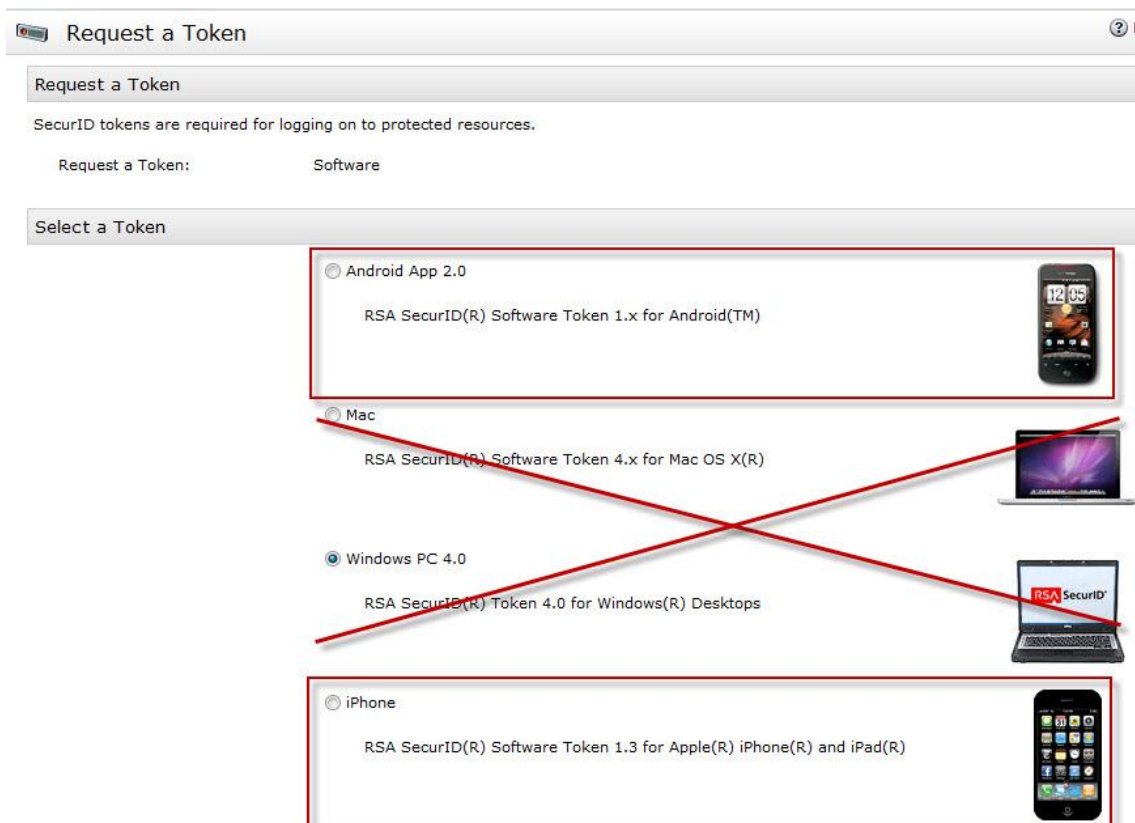 Request a Token
Request a Token
SecurID tokens are required for logging on to protected resources.
Request a Token: Software
Select a Token
Android App 2.0
12 05
RSA SecurID(R) Software Token 1.x for Android(TM)
Mac
RSA SecurID(R) Software Token 4.x for Mac OS X(R)
Windows PC 4.0
RSA SecurID(R) Token 4.0 for Windows(R) Desktops
RSA SecurID
iPhone
RSA SecurID(R) Software Token 1.3 for Apple(R) iPhone(R) and iPad(R)